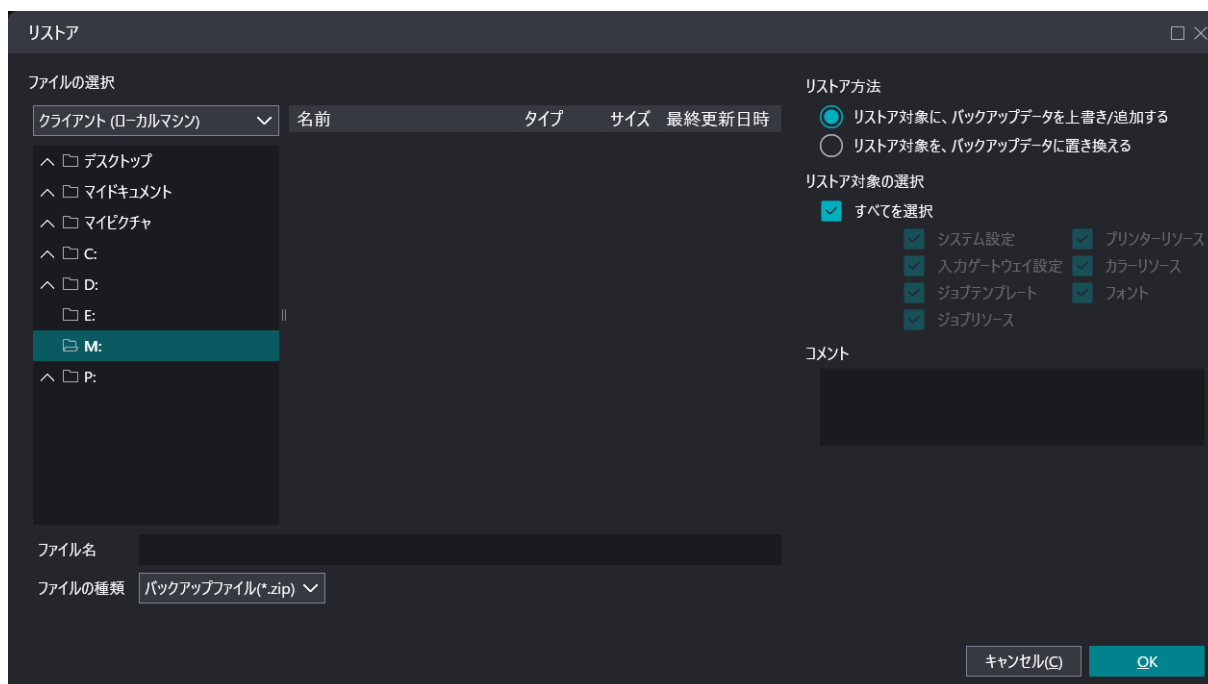 リストア
ファイルの選択
クライアント (ローカルマシン)
名前 タイプ サイズ 最終更新日時
デスクトップ
マイドキュメント
マイピクチャ
C:
D:
E:
M:
P:
ファイル名
ファイルの種類 バックアップファイル(*.zip)
リストア方法
リストア対象に、バックアップデータを上書き/追加する
リストア対象を、バックアップデータに置き換える
リストア対象の選択
すべてを選択
システム設定 プリンターリソース
入力ゲートウェイ設定 カラーリソース
ジョブテンプレート フォント
ジョブリソース
コメント
キャンセル(C) OK